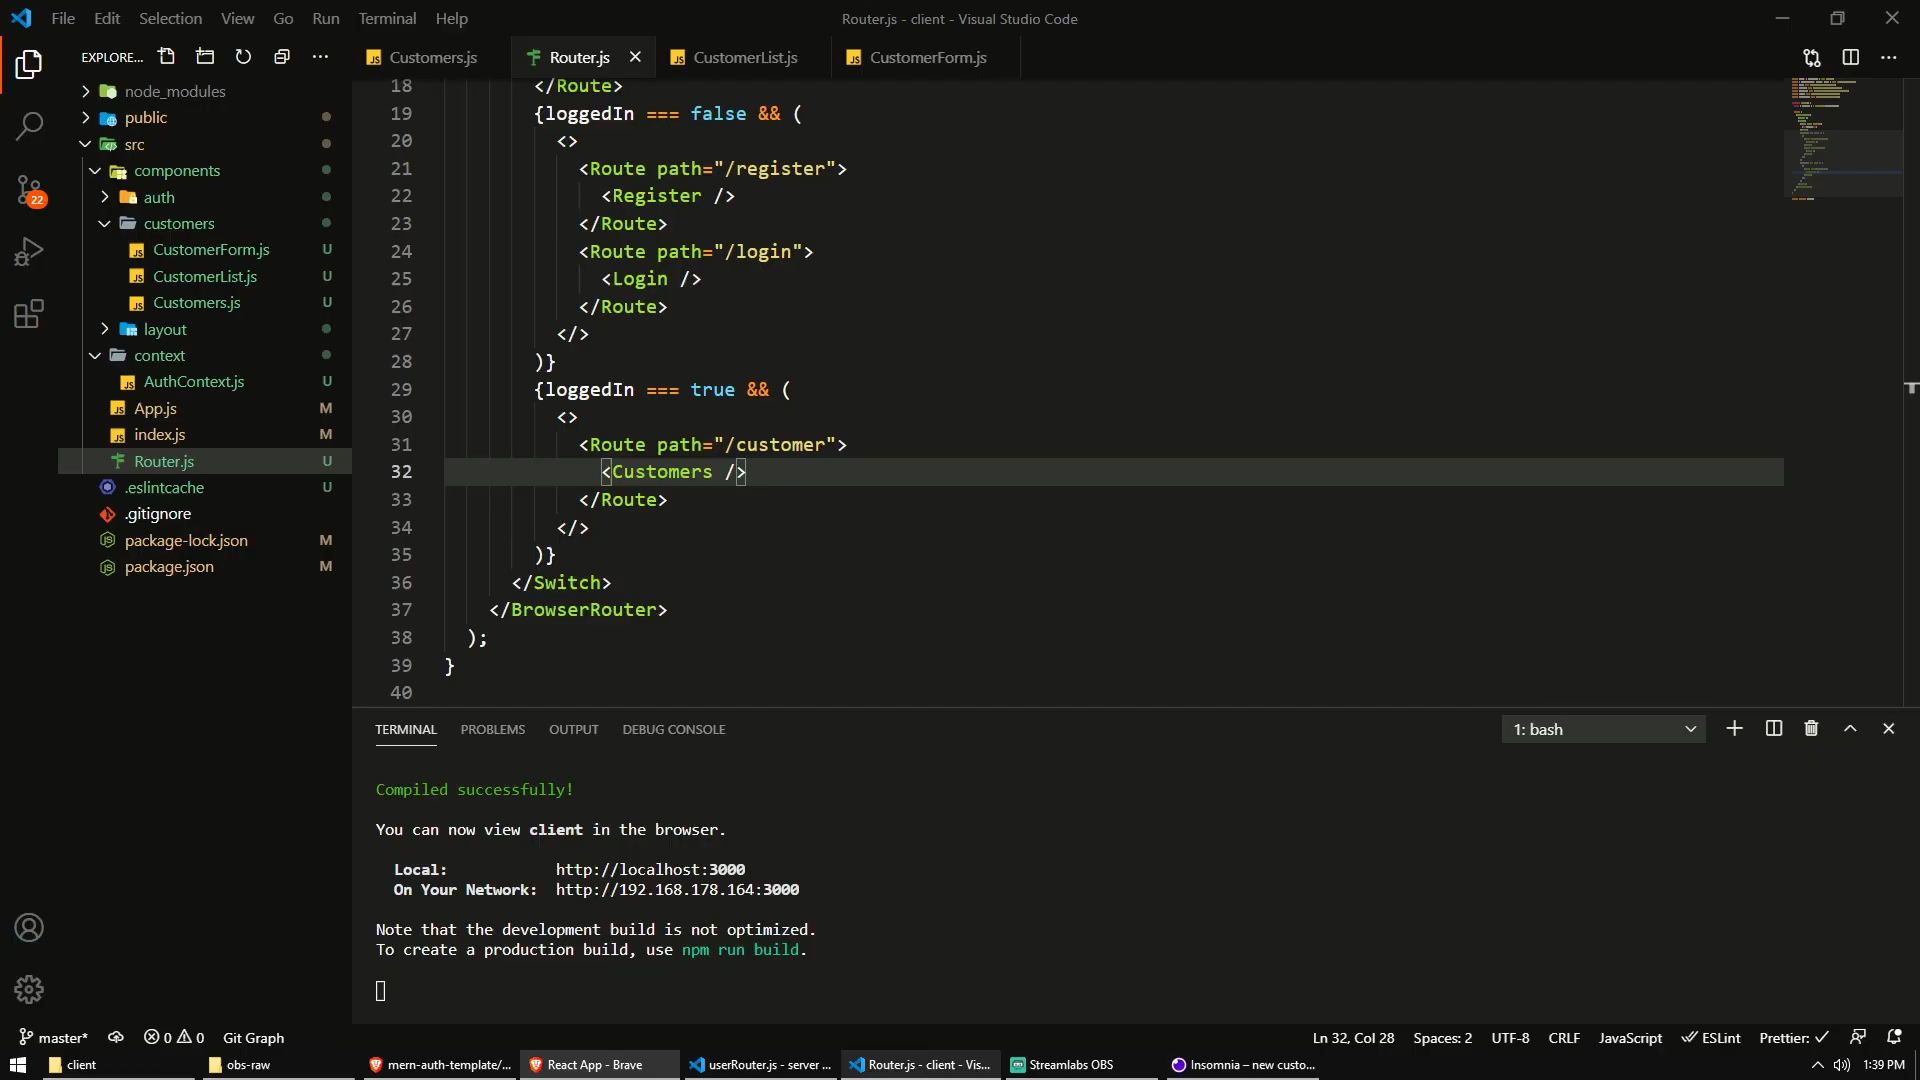 File Edit Selection View Go Run Terminal Help
Router.js - client - Visual Studio Code
EXPLORE...
Customers.js
Router.js
CustomerList.js
CustomerForm.js
node_modules
public
src
components
auth
customers
CustomerForm.js U
CustomerList.js U
Customers.js U
layout
context
AuthContext.js U
App.js M
index.js M
Router.js U
.eslintcache U
.gitignore
package-lock.json M
package.json M
22
18 </Route>
19 {loggedIn === false && (
20 <>
21 <Route path="/register">
22 <Register />
23 </Route>
24 <Route path="/login">
25 <Login />
26 </Route>
27 </>
28 )}
29 {loggedIn === true && (
30 <>
31 <Route path="/customer">
32 <Customers />
33 </Route>
34 </>
35 )}
36 </Switch>
37 </BrowserRouter>
38 );
39 }
40
TERMINAL PROBLEMS OUTPUT DEBUG CONSOLE
1: bash
Compiled successfully!
You can now view client in the browser.
Local: http://localhost:3000
On Your Network: http://192.168.178.164:3000
Note that the development build is not optimized.
To create a production build, use npm run build.
master* 0 0 Git Graph
Ln 32, Col 28 Spaces: 2 UTF-8 CRLF JavaScript ESLint Prettier:
client
obs-raw
mern-auth-template/...
React App - Brave
userRouter.js - server ...
Router.js - client - Vis...
Streamlabs OBS
Insomnia – new custo...
1:39 PM